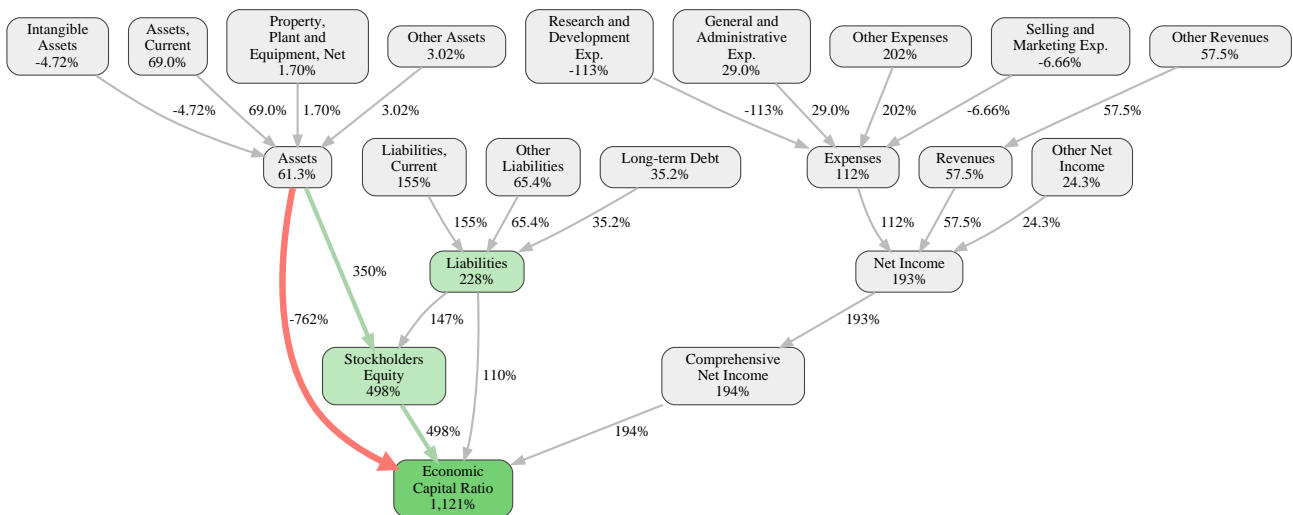 Intangible
Assets
-4.72%
Assets,
Current
69.0%
Property,
Plant and
Equipment, Net
1.70%
Other Assets
3.02%
Research and
Development
Exp.
-113%
General and
Administrative
Exp.
29.0%
Other Expenses
202%
Selling and
Marketing Exp.
-6.66%
Other Revenues
57.5%
-4.72%
69.0%
1.70%
3.02%
-113%
29.0%
202%
-6.66%
57.5%
Assets
61.3%
Liabilities,
Current
155%
Other
Liabilities
65.4%
Long-term Debt
35.2%
Expenses
112%
Revenues
57.5%
Other Net
Income
24.3%
155%
65.4%
35.2%
112%
57.5%
24.3%
350%
Liabilities
228%
Net Income
193%
-762%
147%
193%
Stockholders
Equity
498%
110%
Comprehensive
Net Income
194%
498%
194%
Economic
Capital Ratio
1,121%